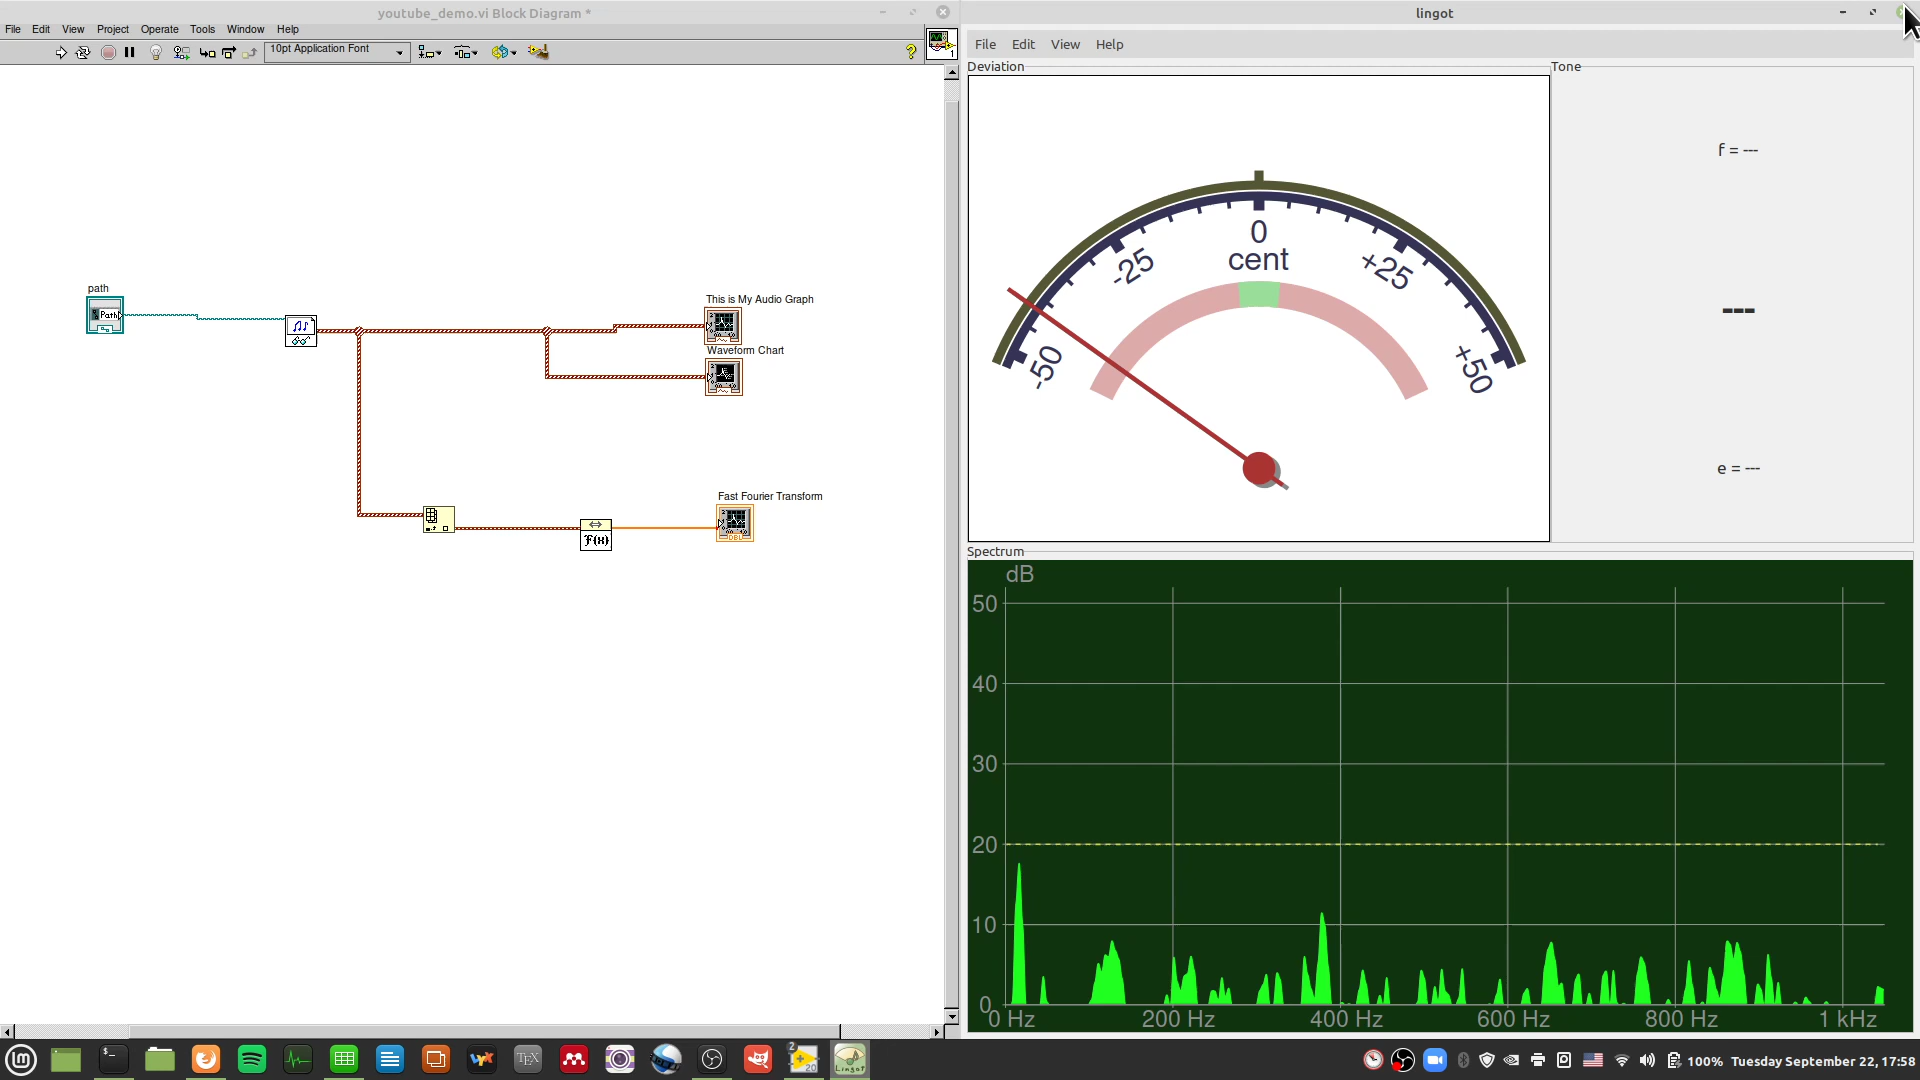 youtube_demo.vi Block Diagram *
File Edit View Project Operate Tools Window Help
10pt Application Font
path
Path
This is My Audio Graph
Waveform Chart
Fast Fourier Transform
DBL
F(x)
lingot
File Edit View Help
Deviation
Tone
0
cent
-25
+25
-50
+50
f = ---
---
e = ---
Spectrum
dB
50
40
30
20
10
0
0 Hz 200 Hz 400 Hz 600 Hz 800 Hz 1 kHz
TEX
Lingot
100% Tuesday September 22, 17:58